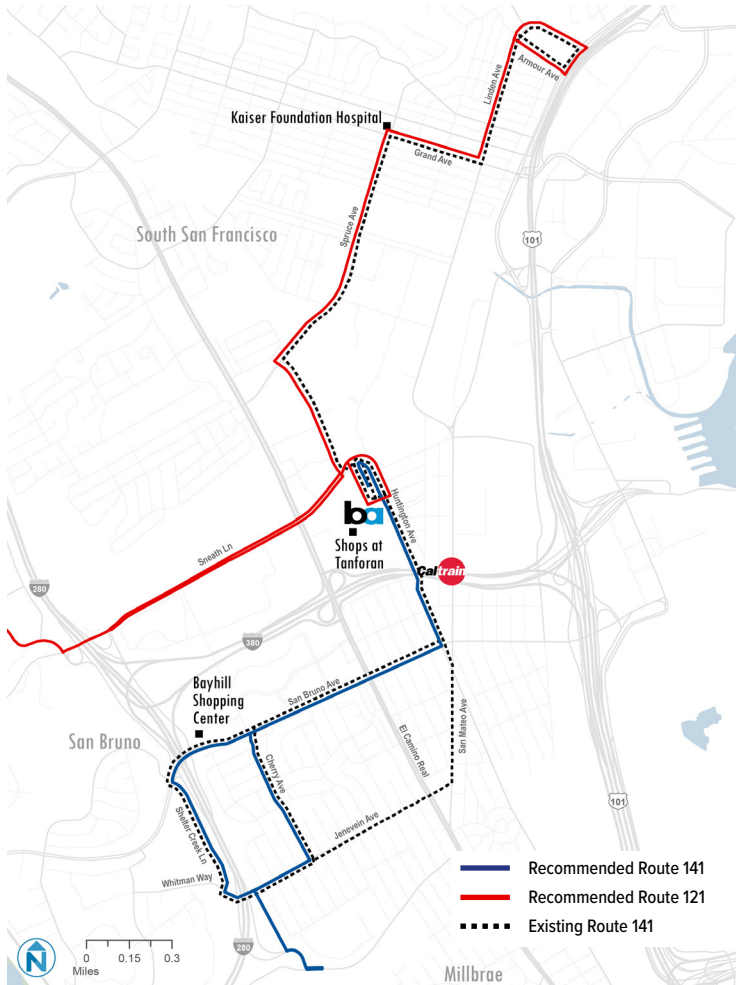 Armour Ave
Linden Ave
Kaiser Foundation Hospital
Grand Ave
South San Francisco
Spruce Ave
101
ba
Huntington Ave
Shops at
Tanforan
Caltrain
Sneath Ln
280
380
Bayhill
Shopping
Center
San Bruno Ave
San Bruno
San Mateo Ave
El Camino Real
Cherry Ave
Shelter Creek Ln
Jenevein Ave
101
Whitman Way
280
Recommended Route 141
Recommended Route 121
Existing Route 141
N
0 0.15 0.3
Miles
Millbrae